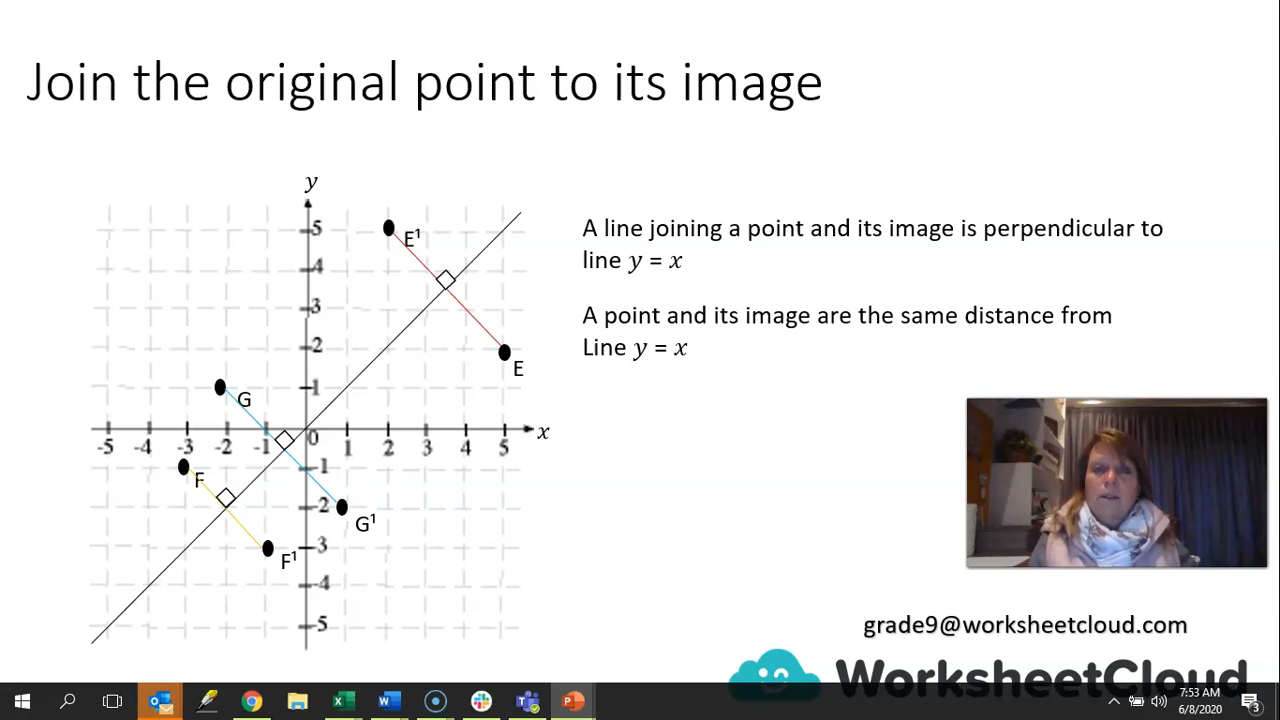 Join the original point to its image
y
5
E¹
4
3
2
E
1
G
-5 -4 -3 -2 -1 0 1 2 3 4 5 x
-1
F
-2
G¹
-3
F¹
-4
-5
A line joining a point and its image is perpendicular to
line y = x
A point and its image are the same distance from
Line y = x
grade9@worksheetcloud.com
WorksheetCloud
7:53 AM
6/8/2020
3